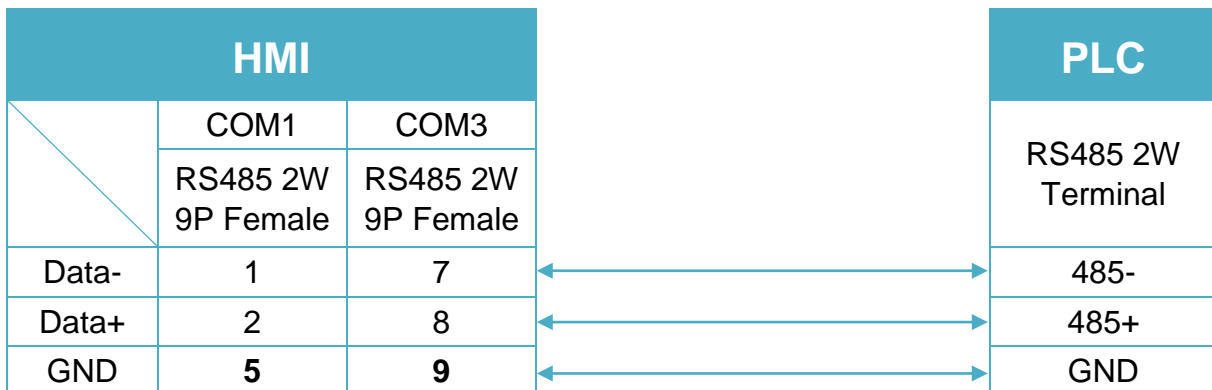 HMI PLC
COM1 COM3
RS485 2W
9P Female
RS485 2W
9P Female
RS485 2W
Terminal
Data- 1 7 485-
Data+ 2 8 485+
GND 5 9 GND